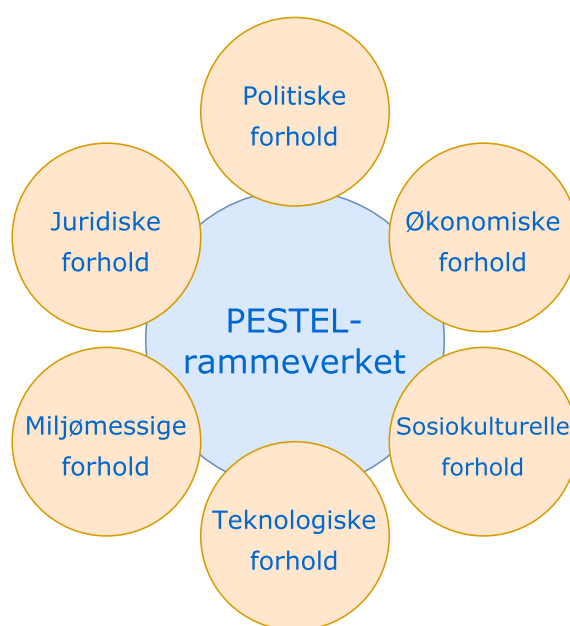 Politiske
forhold
Økonomiske
forhold
Sosiokulturelle
forhold
Teknologiske
forhold
Miljømessige
forhold
Juridiske
forhold
PESTEL-
rammeverket